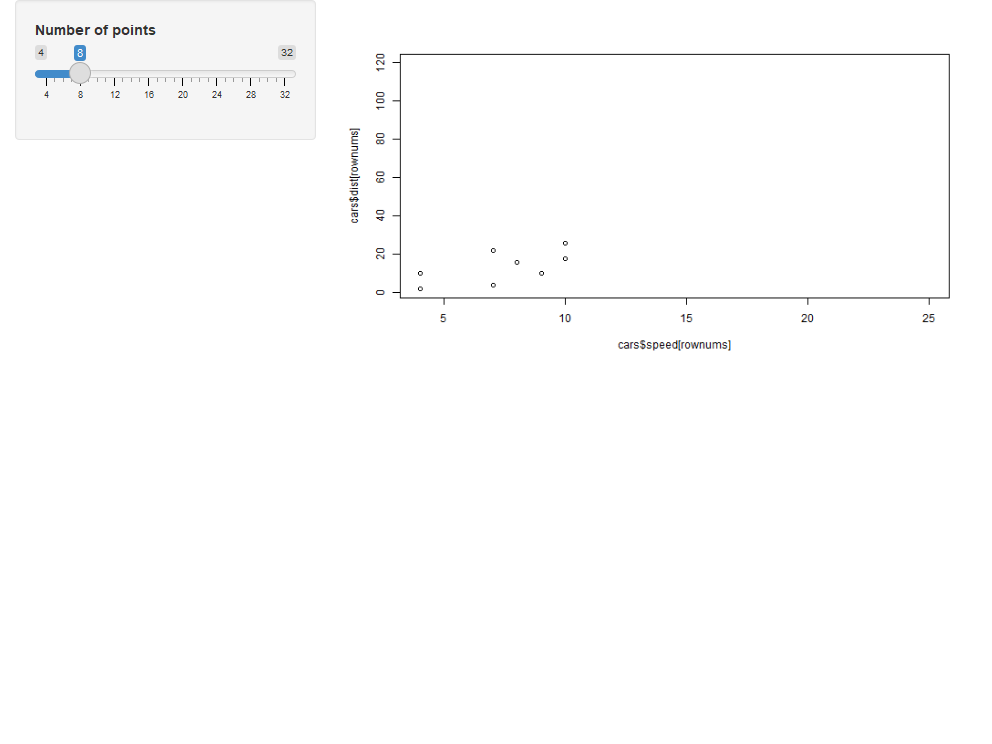 Number of points
4 8 32
4 8 12 16 20 24 28 32
cars$dist[rownums]
120
100
80
60
40
20
0
5 10 15 20 25
cars$speed[rownums]